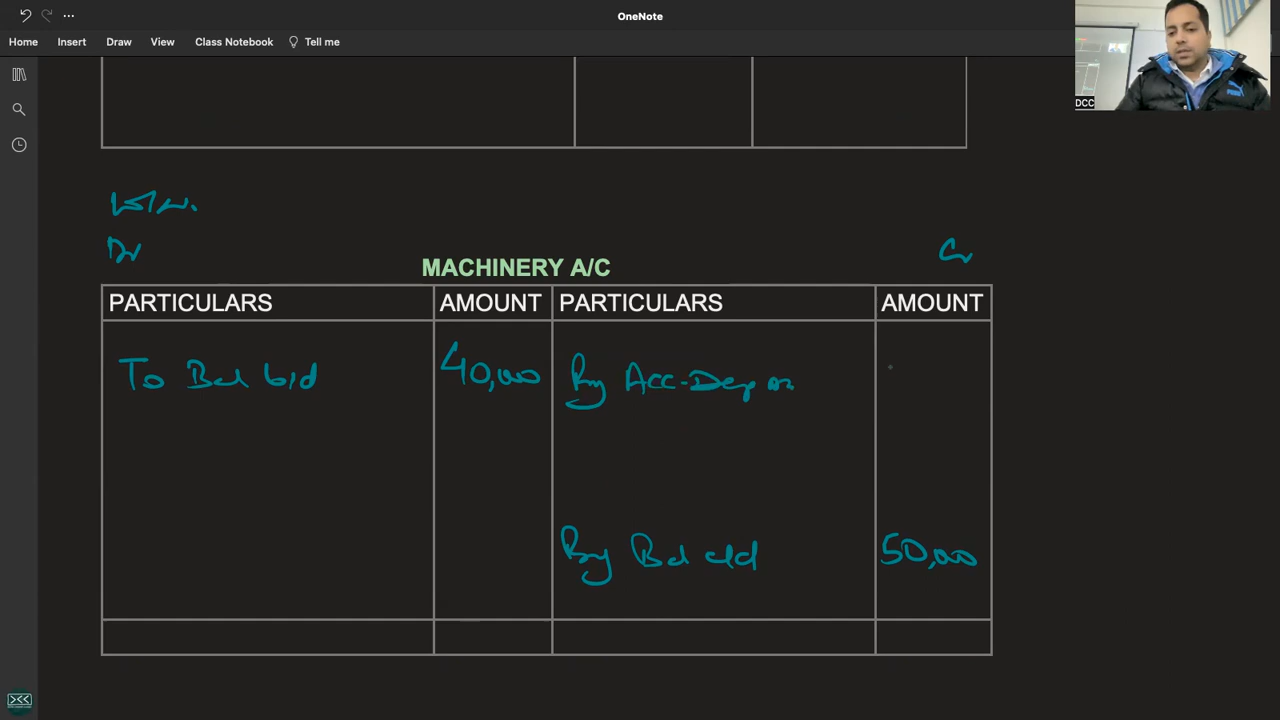 OneNote
Home Insert Draw View Class Notebook Tell me
DCC
Dr Cr
MACHINERY A/C
PARTICULARS AMOUNT PARTICULARS AMOUNT
To Bal b/d 40,000 By Acc-Dep on
By Bal c/d 50,000